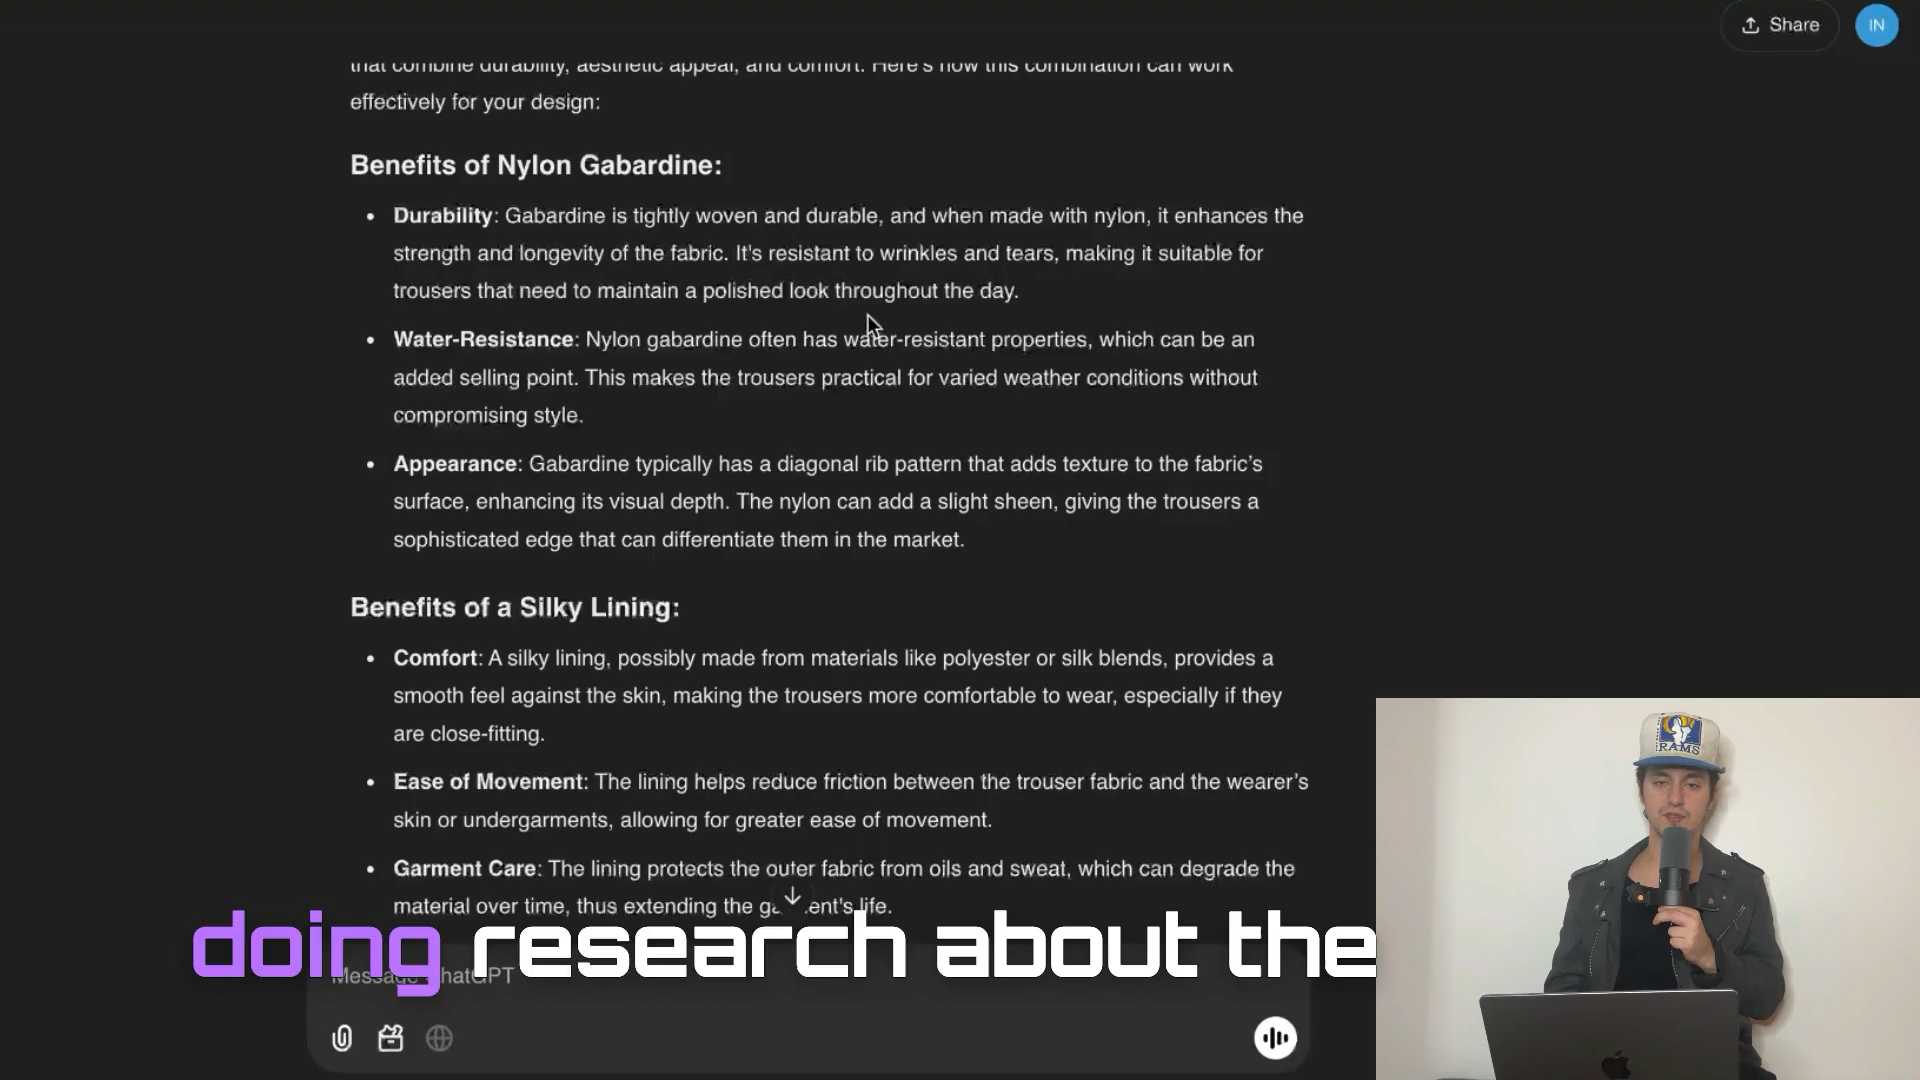 Share
IN
that combine durability, aesthetic appeal, and comfort. Here's how this combination can work
effectively for your design:
Benefits of Nylon Gabardine:
• Durability: Gabardine is tightly woven and durable, and when made with nylon, it enhances the
strength and longevity of the fabric. It's resistant to wrinkles and tears, making it suitable for
trousers that need to maintain a polished look throughout the day.
• Water-Resistance: Nylon gabardine often has water-resistant properties, which can be an
added selling point. This makes the trousers practical for varied weather conditions without
compromising style.
• Appearance: Gabardine typically has a diagonal rib pattern that adds texture to the fabric’s
surface, enhancing its visual depth. The nylon can add a slight sheen, giving the trousers a
sophisticated edge that can differentiate them in the market.
Benefits of a Silky Lining:
• Comfort: A silky lining, possibly made from materials like polyester or silk blends, provides a
smooth feel against the skin, making the trousers more comfortable to wear, especially if they
are close-fitting.
• Ease of Movement: The lining helps reduce friction between the trouser fabric and the wearer’s
skin or undergarments, allowing for greater ease of movement.
• Garment Care: The lining protects the outer fabric from oils and sweat, which can degrade the
material over time, thus extending the garment's life.
doing research about the
Message ChatGPT
RAMS